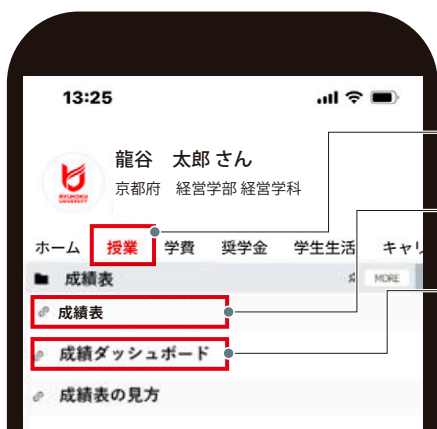 13:25
龍谷 太郎 さん
京都府 経営学部 経営学科
RYUKOKU
UNIVERSITY
ホーム 授業 学費 奨学金 学生生活 キャリ
成績表 MORE
成績表
成績ダッシュボード
成績表の見方